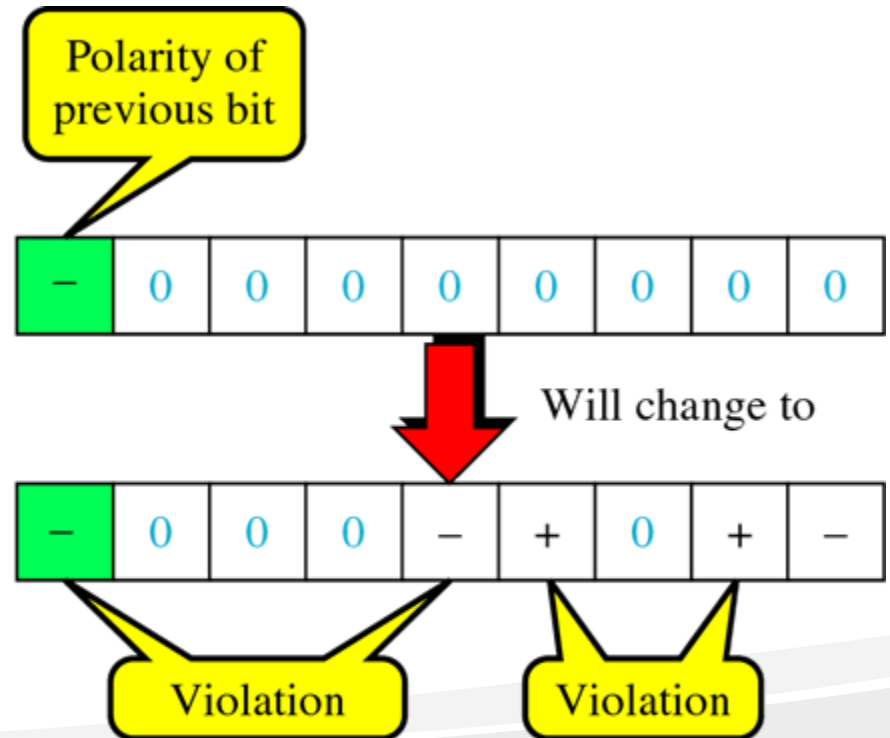 Polarity of
previous bit
– 0 0 0 0 0 0 0 0
Will change to
– 0 0 0 – + 0 + –
Violation Violation